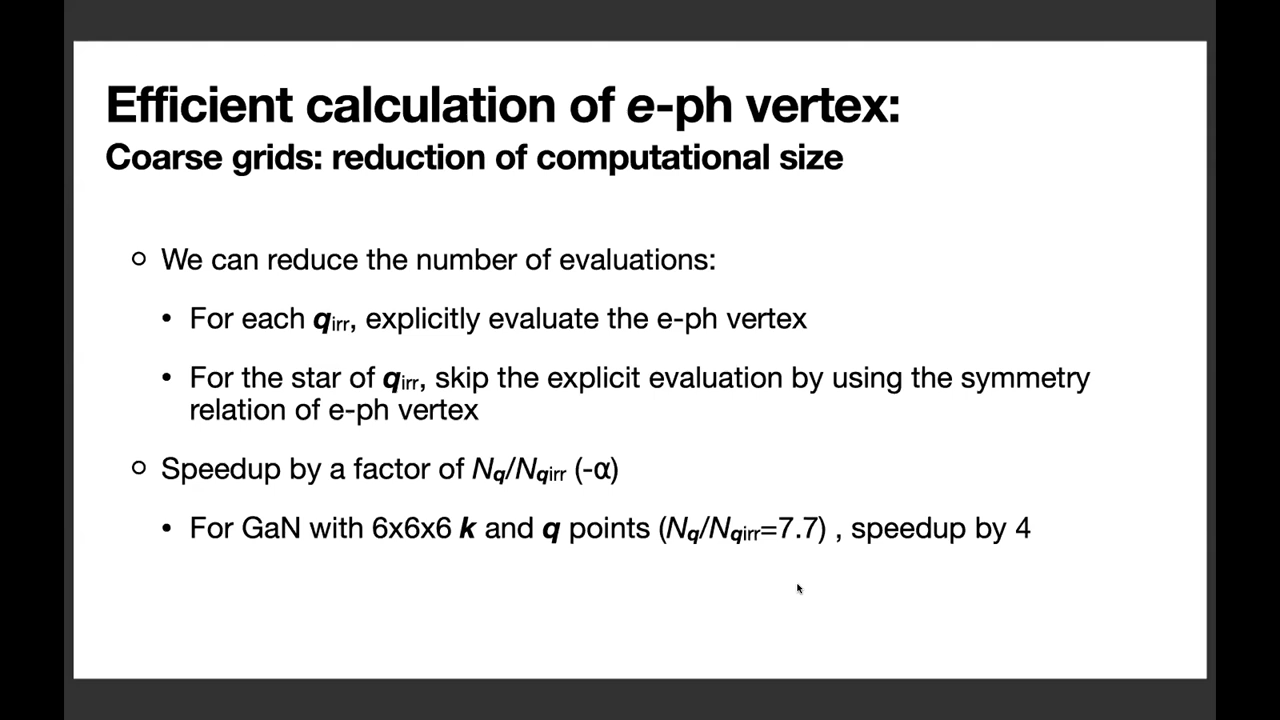 Efficient calculation of e-ph vertex:
Coarse grids: reduction of computational size
We can reduce the number of evaluations:
• For each qirr, explicitly evaluate the e-ph vertex
• For the star of qirr, skip the explicit evaluation by using the symmetry
relation of e-ph vertex
Speedup by a factor of Nq/Nqirr (-α)
• For GaN with 6x6x6 k and q points (Nq/Nqirr=7.7) , speedup by 4